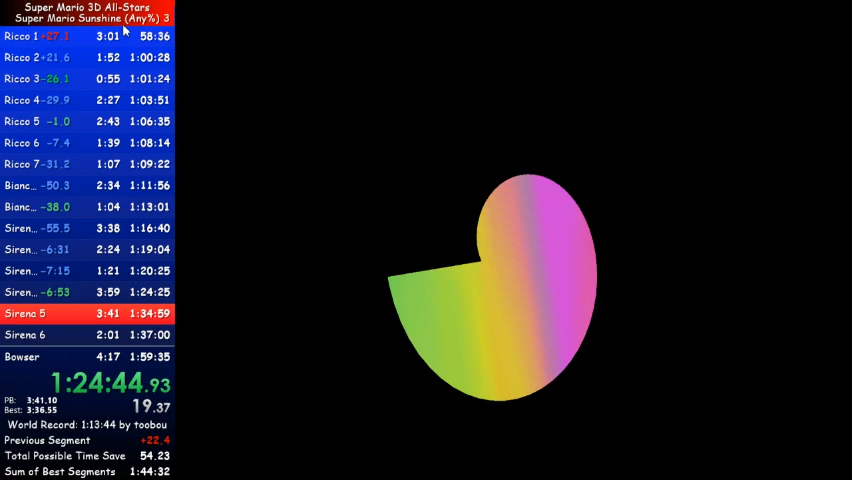 Super Mario 3D All-Stars
Super Mario Sunshine (Any%) 3
Ricco 1 +27.1 3:01 58:36
Ricco 2 +21.6 1:52 1:00:28
Ricco 3 -26.1 0:55 1:01:24
Ricco 4 -29.9 2:27 1:03:51
Ricco 5 -1.0 2:43 1:06:35
Ricco 6 -7.4 1:39 1:08:14
Ricco 7 -31.2 1:07 1:09:22
Bianc... -50.3 2:34 1:11:56
Bianc... -38.0 1:04 1:13:01
Siren... -55.5 3:38 1:16:40
Siren... -6:31 2:24 1:19:04
Siren... -7:15 1:21 1:20:25
Siren... -6:53 3:59 1:24:25
Sirena 5 3:41 1:34:59
Sirena 6 2:01 1:37:00
Bowser 4:17 1:59:35
1:24:44.93
PB: 3:41.10
Best: 3:36.55
19.37
World Record: 1:13:44 by toobou
Previous Segment +22.4
Total Possible Time Save 54.23
Sum of Best Segments 1:44:32